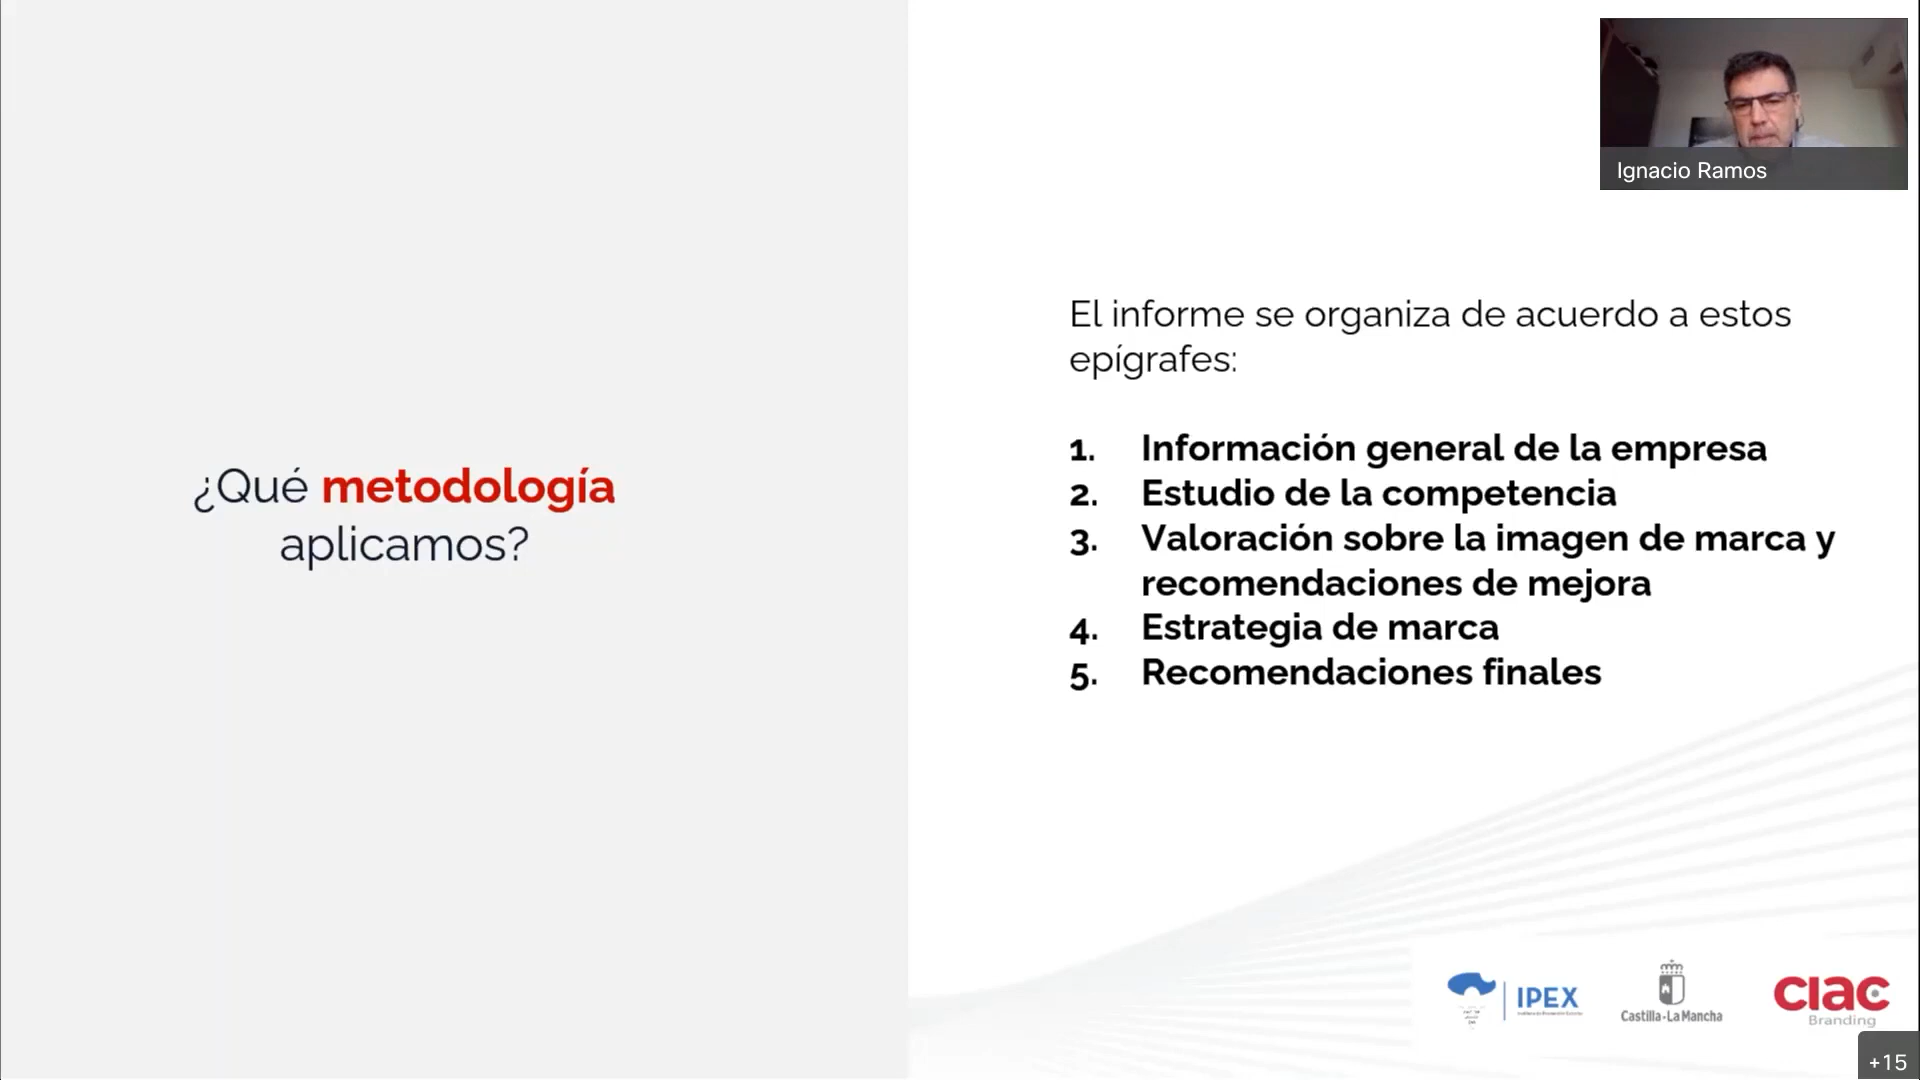 Ignacio Ramos
¿Qué metodología
aplicamos?
El informe se organiza de acuerdo a estos
epígrafes:
1. Información general de la empresa
2. Estudio de la competencia
3. Valoración sobre la imagen de marca y
recomendaciones de mejora
4. Estrategia de marca
5. Recomendaciones finales
IPEX
Castilla-La Mancha
CIAC
Branding
+15